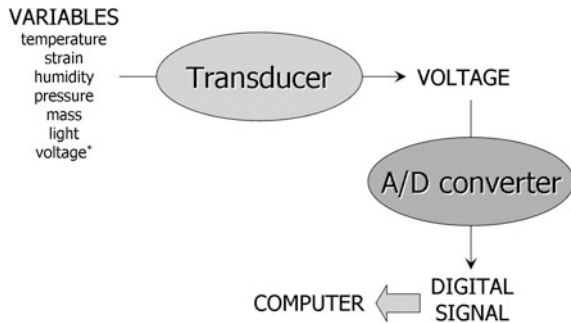 VARIABLES
temperature
strain
humidity
pressure
mass
light
voltage*
Transducer
VOLTAGE
A/D converter
DIGITAL
SIGNAL
COMPUTER